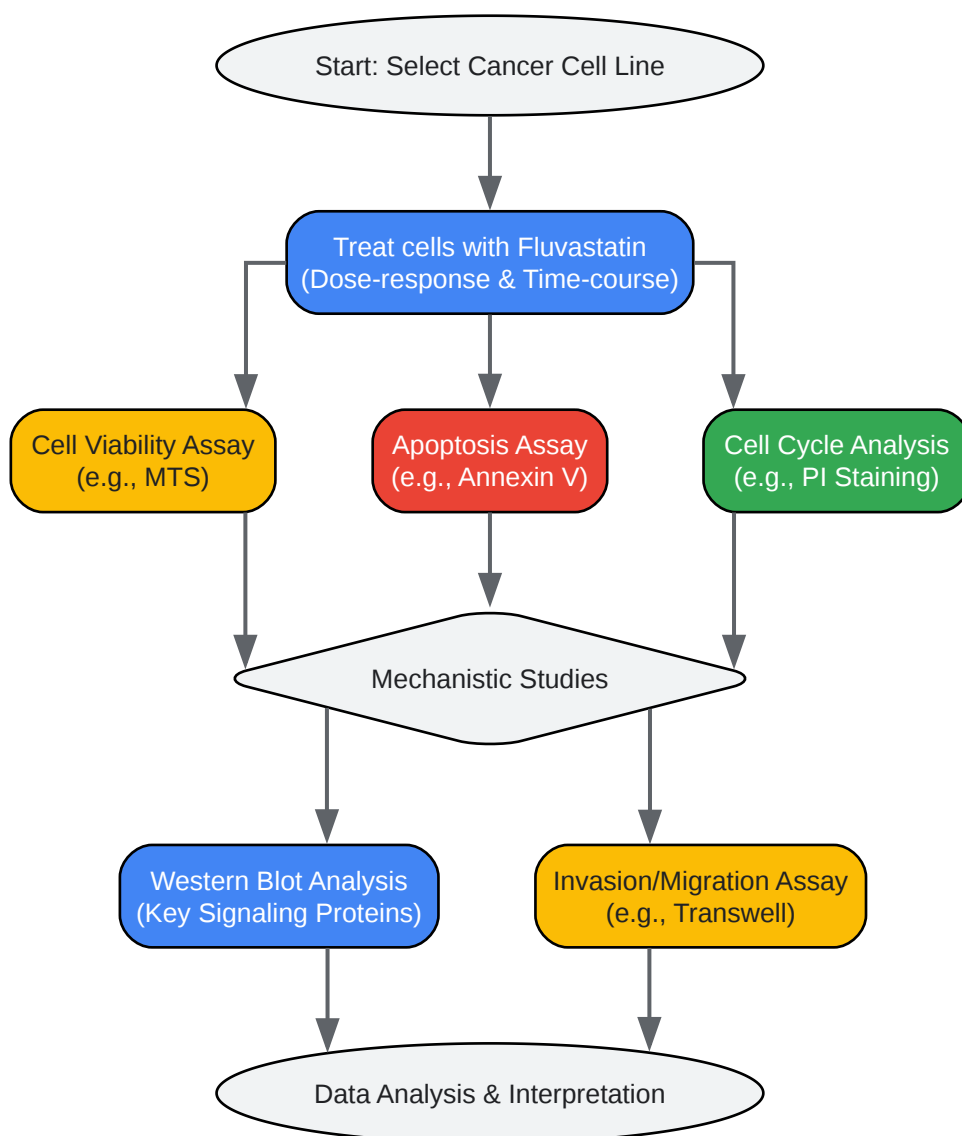 Start: Select Cancer Cell Line
Treat cells with Fluvastatin
(Dose-response & Time-course)
Cell Viability Assay
(e.g., MTS)
Apoptosis Assay
(e.g., Annexin V)
Cell Cycle Analysis
(e.g., PI Staining)
Mechanistic Studies
Western Blot Analysis
(Key Signaling Proteins)
Invasion/Migration Assay
(e.g., Transwell)
Data Analysis & Interpretation